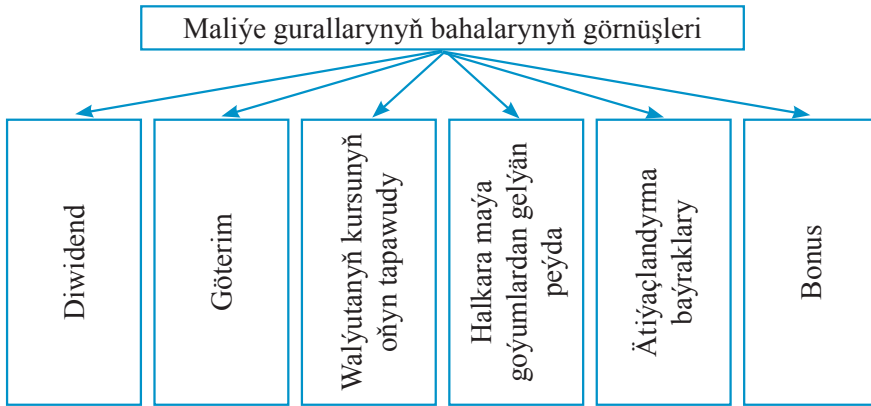 Maliýe gurallarynyň bahalarynyň görnüşleri
Diwidend
Göterim
Walýutanyň kursunyň
oňyn tapawudy
Halkara maýa
goýumlardan gelýän
peýda
Ätiýaçlandyrma
baýraklary
Bonus